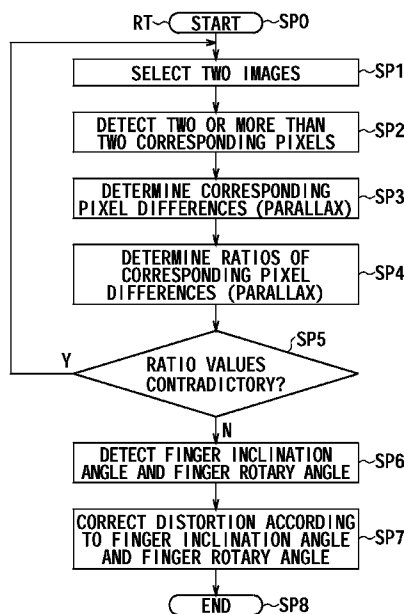 RT START SP0
SELECT TWO IMAGES SP1
DETECT TWO OR MORE THAN
TWO CORRESPONDING PIXELS SP2
DETERMINE CORRESPONDING
PIXEL DIFFERENCES (PARALLAX) SP3
DETERMINE RATIOS OF
CORRESPONDING PIXEL
DIFFERENCES (PARALLAX) SP4
SP5
Y
RATIO VALUES
CONTRADICTORY?
N
DETECT FINGER INCLINATION
ANGLE AND FINGER ROTARY ANGLE SP6
CORRECT DISTORTION ACCORDING
TO FINGER INCLINATION ANGLE
AND FINGER ROTARY ANGLE SP7
END SP8